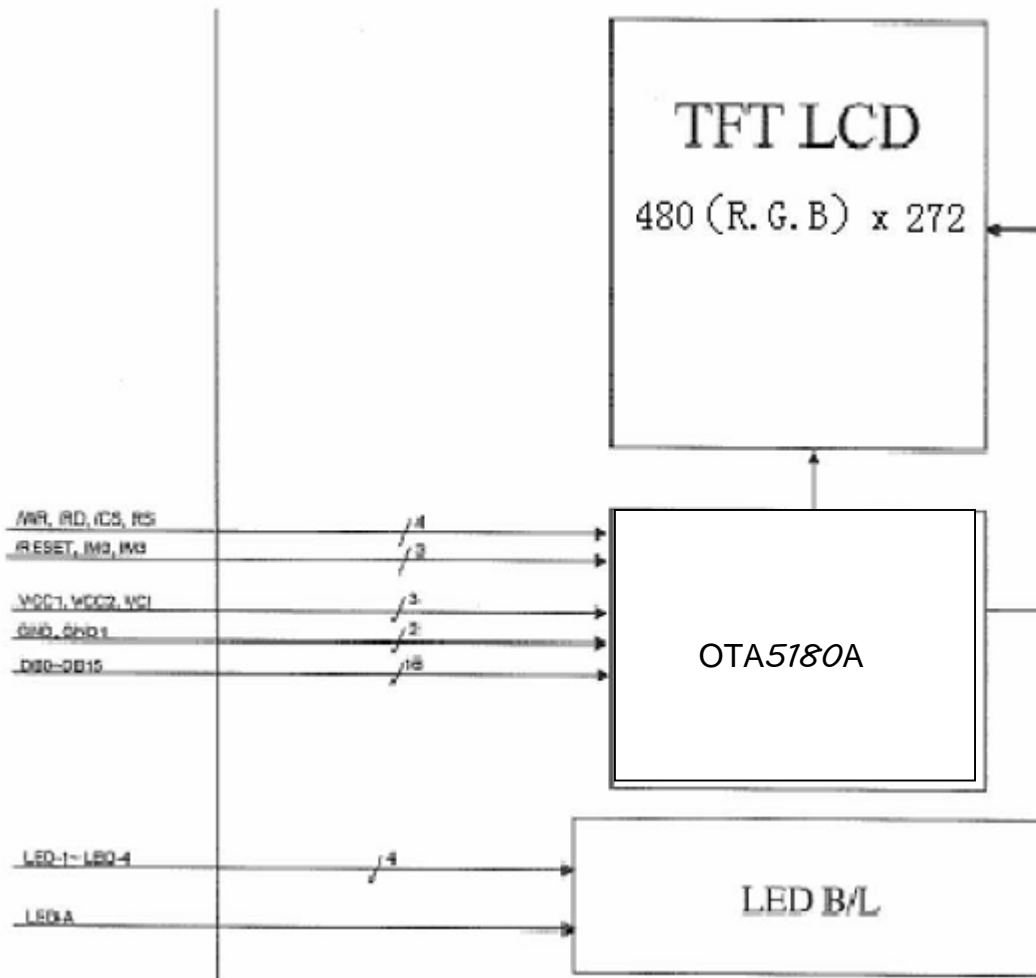 TFT LCD
480 (R.G.B) x 272
/WR, /RD, /CS, RS
4
/RESET, IM0, IM3
3
VCC1, VCC2, VCI
3
GND, GND1
2
DB0~DB15
16
OTA5180A
LED-1~LED-4
4
LED-A
LED B/L